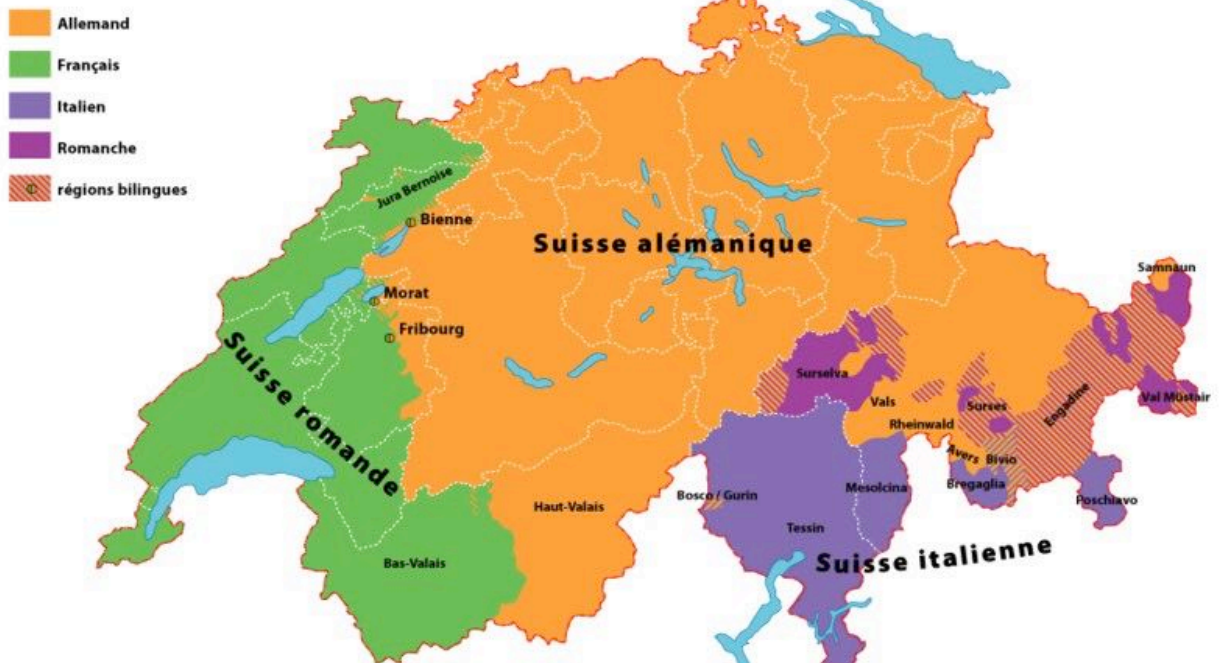 Allemand
Français
Italien
Romanche
régions bilingues
Jura Bernoise
Bienne
Suisse alémanique
Morat
Fribourg
Suisse romande
Samnaun
Surselva
Vals
Surses
Engadine
Val Müstair
Rheinwald
Avers
Bivio
Bregaglia
Poschiavo
Bosco / Gurin
Mesolcina
Haut-Valais
Tessin
Suisse italienne
Bas-Valais